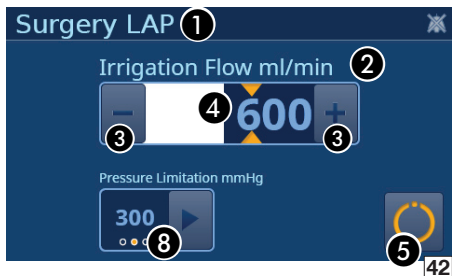 Surgery LAP 1
Irrigation Flow ml/min 2
− 4 600 +
3 3
Pressure Limitation mmHg
300
8
5
42